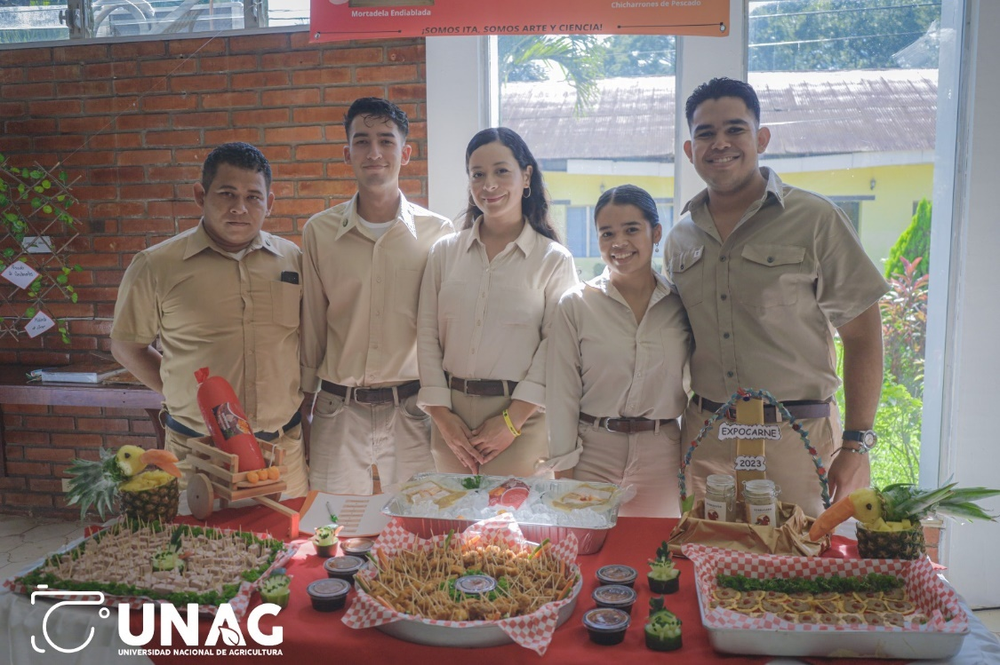 Mortadela Endiablada
Chicharrones de Pescado
¡SOMOS ITA, SOMOS ARTE Y CIENCIA!
EXPOCARNE
2023
UNAG
UNIVERSIDAD NACIONAL DE AGRICULTURA